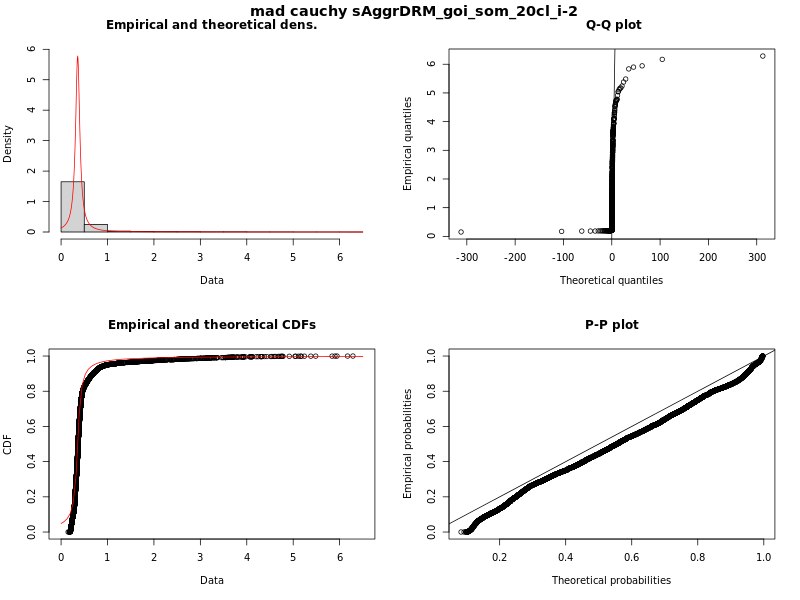 mad cauchy sAggrDRM_goi_som_20cl_i-2
Empirical and theoretical dens.
Density
0 1 2 3 4 5 6
0 1 2 3 4 5 6
Data
Q-Q plot
Empirical quantiles
0 1 2 3 4 5 6
-300 -200 -100 0 100 200 300
Theoretical quantiles
Empirical and theoretical CDFs
CDF
0.0 0.2 0.4 0.6 0.8 1.0
0 1 2 3 4 5 6
Data
P-P plot
Empirical probabilities
0.0 0.2 0.4 0.6 0.8 1.0
0.2 0.4 0.6 0.8 1.0
Theoretical probabilities